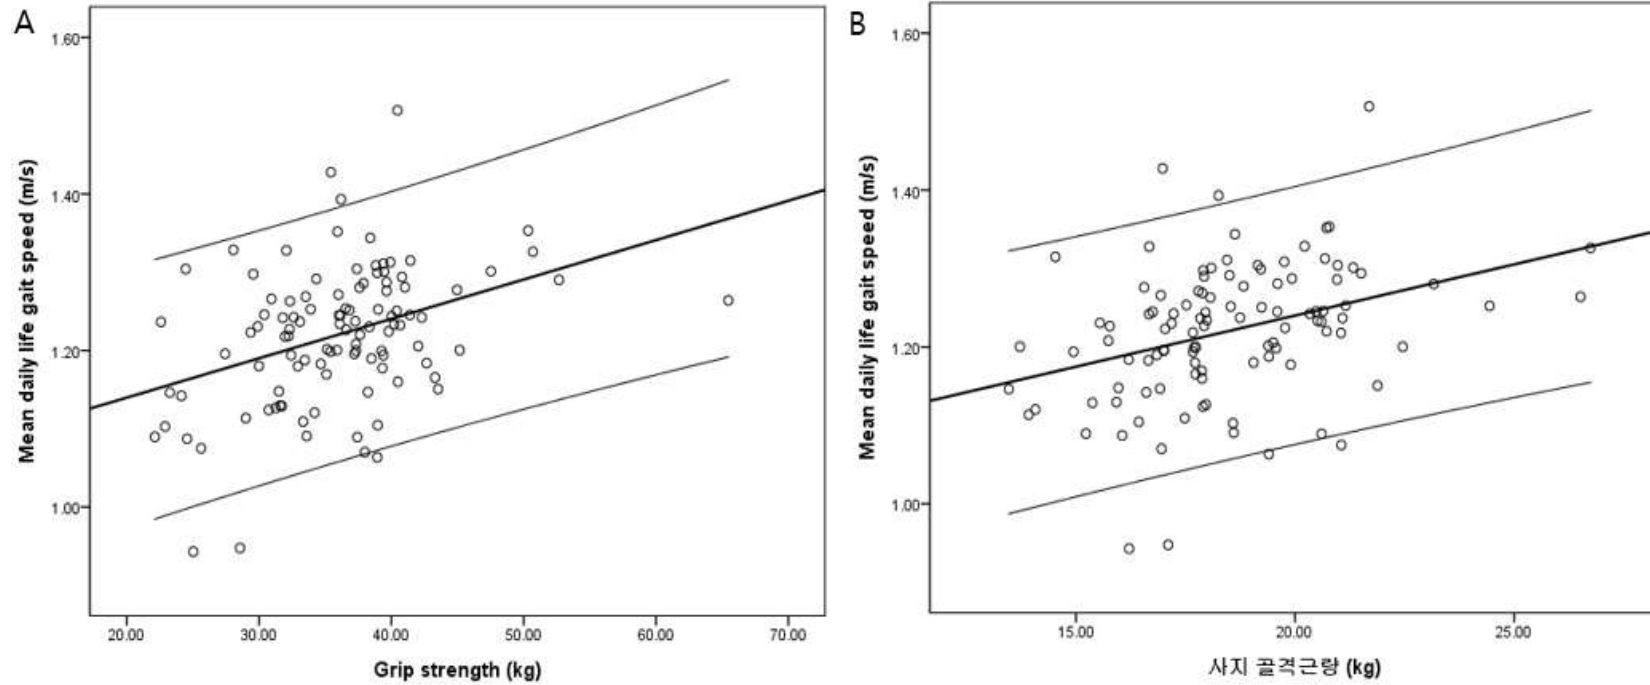 A
Mean daily life gait speed (m/s)
1.60
1.40
1.20
1.00
20.00 30.00 40.00 50.00 60.00 70.00
Grip strength (kg)
B
Mean daily life gait speed (m/s)
1.60
1.40
1.20
1.00
15.00 20.00 25.00
사지 골격근량 (kg)